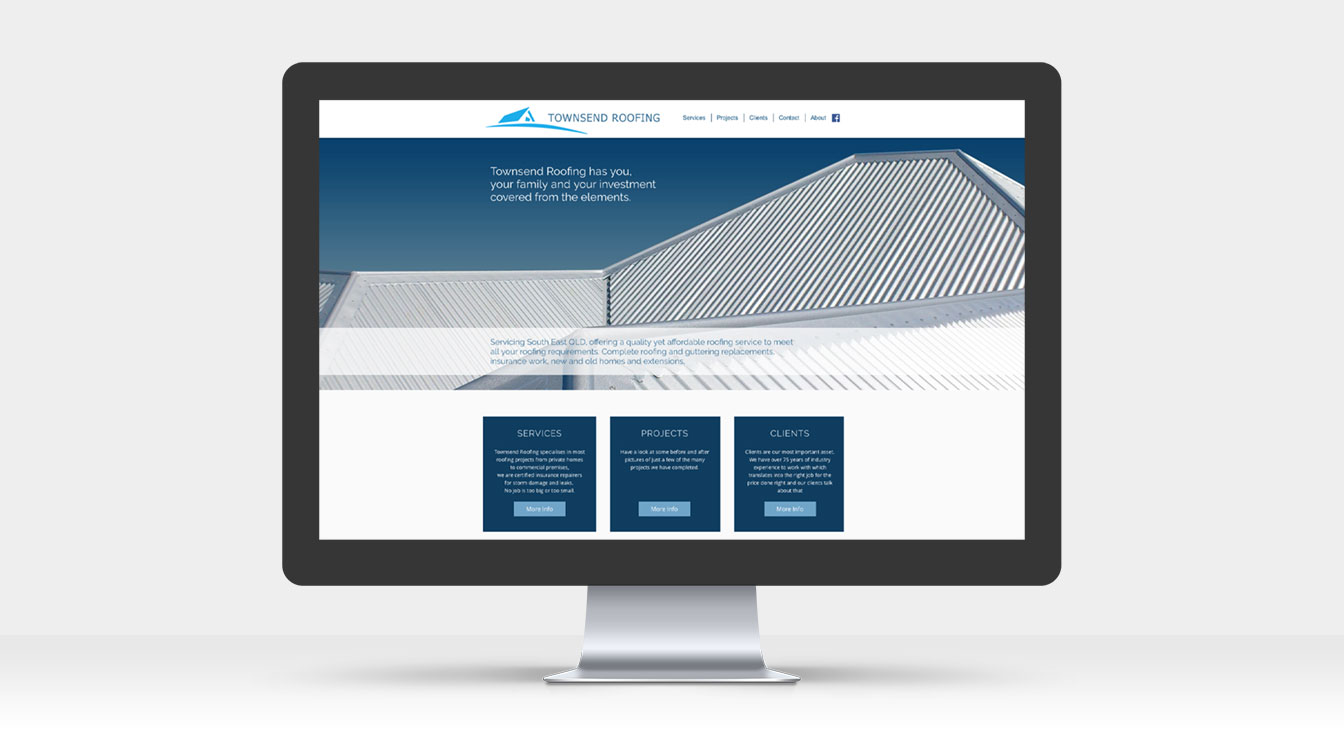 TOWNSEND ROOFING
Services | Projects | Clients | Contact | About
Townsend Roofing has you,
your family and your investment
covered from the elements.
Servicing South East QLD, offering a quality yet affordable roofing service to meet
all your roofing requirements. Complete roofing and guttering replacements,
insurance work, new and old homes and extensions.
SERVICES
Townsend Roofing specialises in most
roofing projects from private homes
to commercial premises,
we are certified insurance repairers
for storm damage and leaks.
No job is too big or too small.
More Info
PROJECTS
Have a look at some before and after
pictures of just a few of the many
projects we have completed
More Info
CLIENTS
Clients are our most important asset.
We have over 25 years of industry
experience to work with which
translates into the right job for the
price done right and our clients talk
about that
More Info